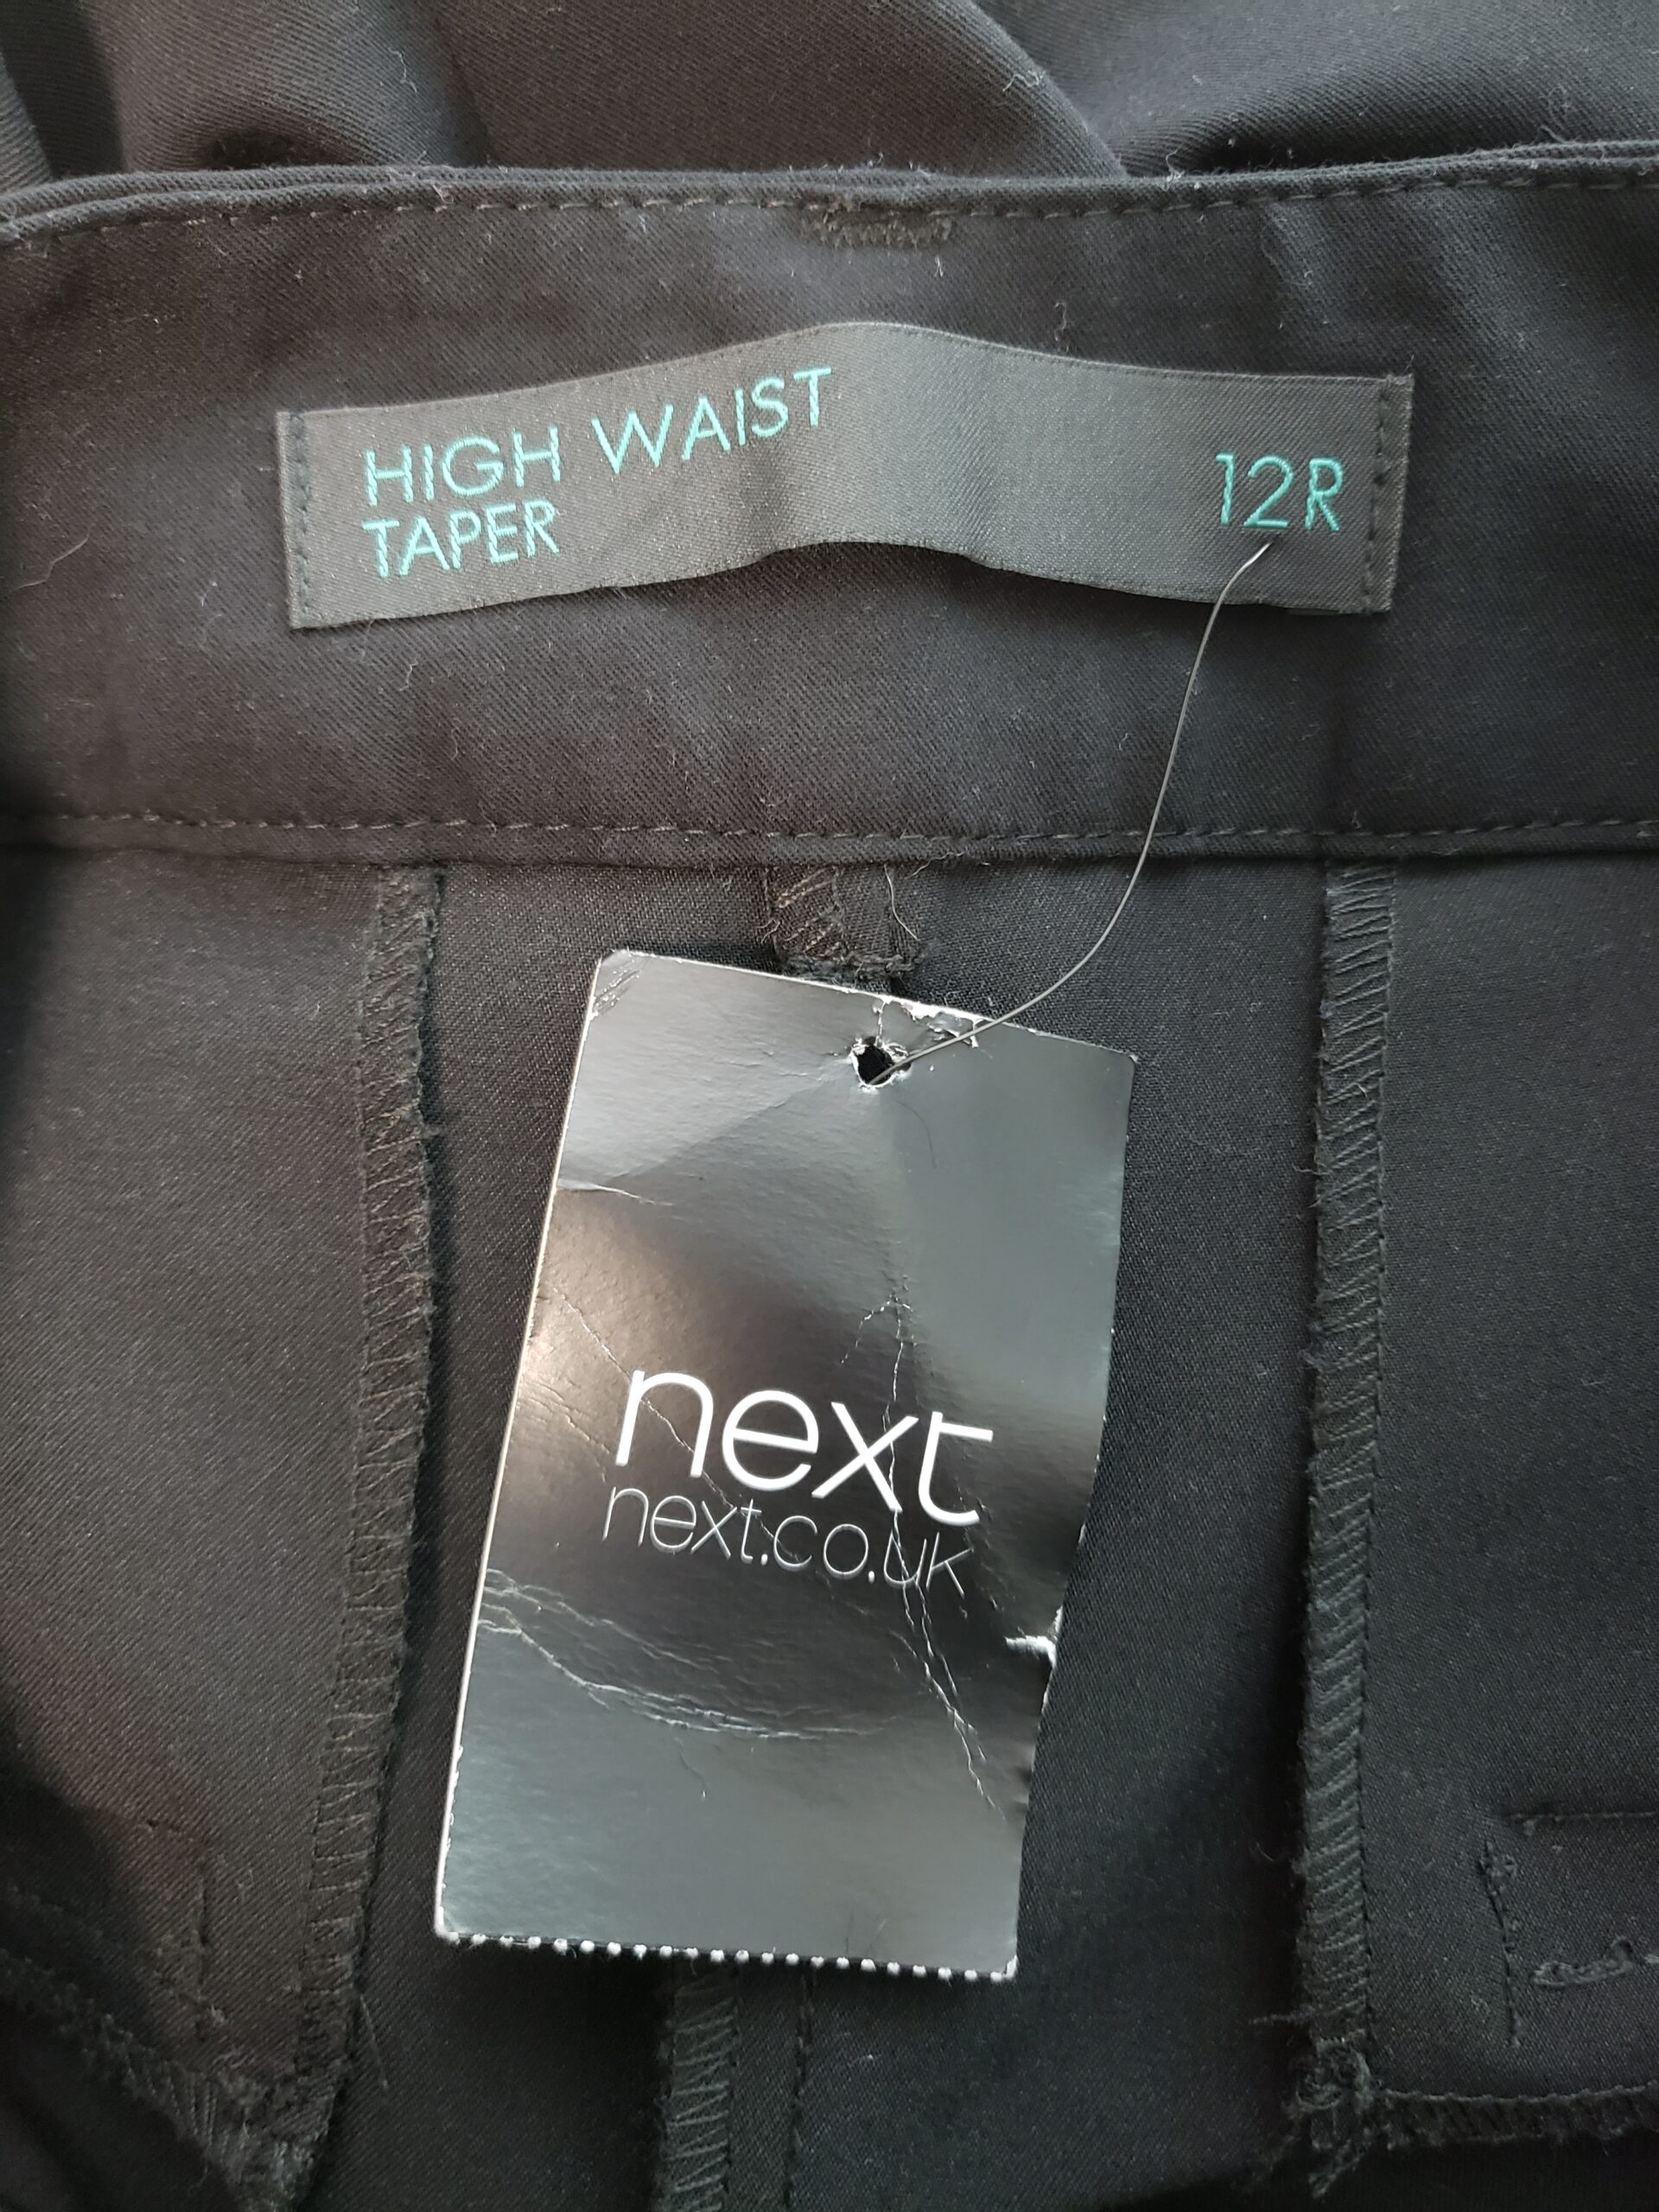 HIGH WAIST
TAPER
12R
next
next.co.uk